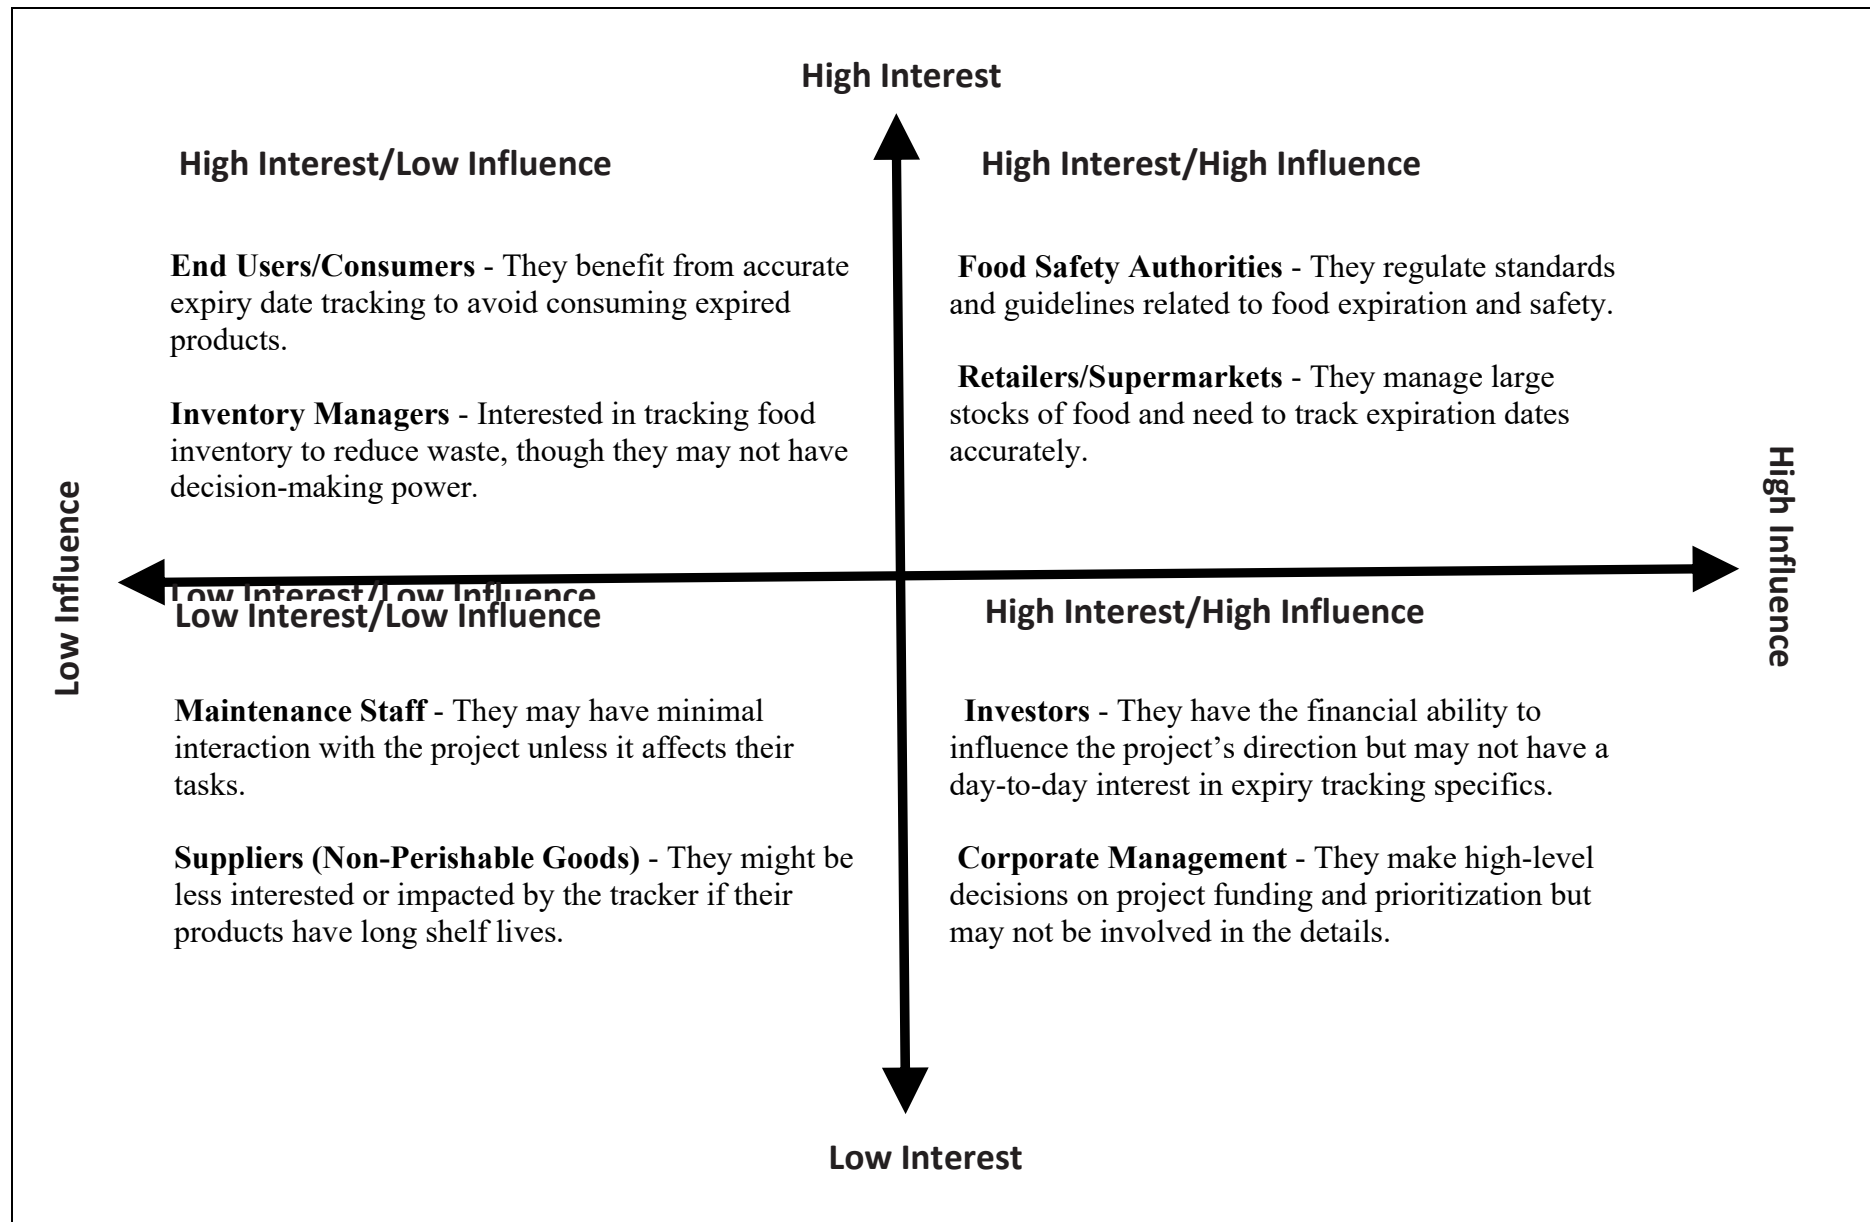 High Interest
High Interest/Low Influence
End Users/Consumers - They benefit from accurate
expiry date tracking to avoid consuming expired
products.
Inventory Managers - Interested in tracking food
inventory to reduce waste, though they may not have
decision-making power.
High Interest/High Influence
Food Safety Authorities - They regulate standards
and guidelines related to food expiration and safety.
Retailers/Supermarkets - They manage large
stocks of food and need to track expiration dates
accurately.
Low Influence
High Influence
Low Interest/Low Influence
Low Interest/Low Influence
Maintenance Staff - They may have minimal
interaction with the project unless it affects their
tasks.
Suppliers (Non-Perishable Goods) - They might be
less interested or impacted by the tracker if their
products have long shelf lives.
High Interest/High Influence
Investors - They have the financial ability to
influence the project’s direction but may not have a
day-to-day interest in expiry tracking specifics.
Corporate Management - They make high-level
decisions on project funding and prioritization but
may not be involved in the details.
Low Interest